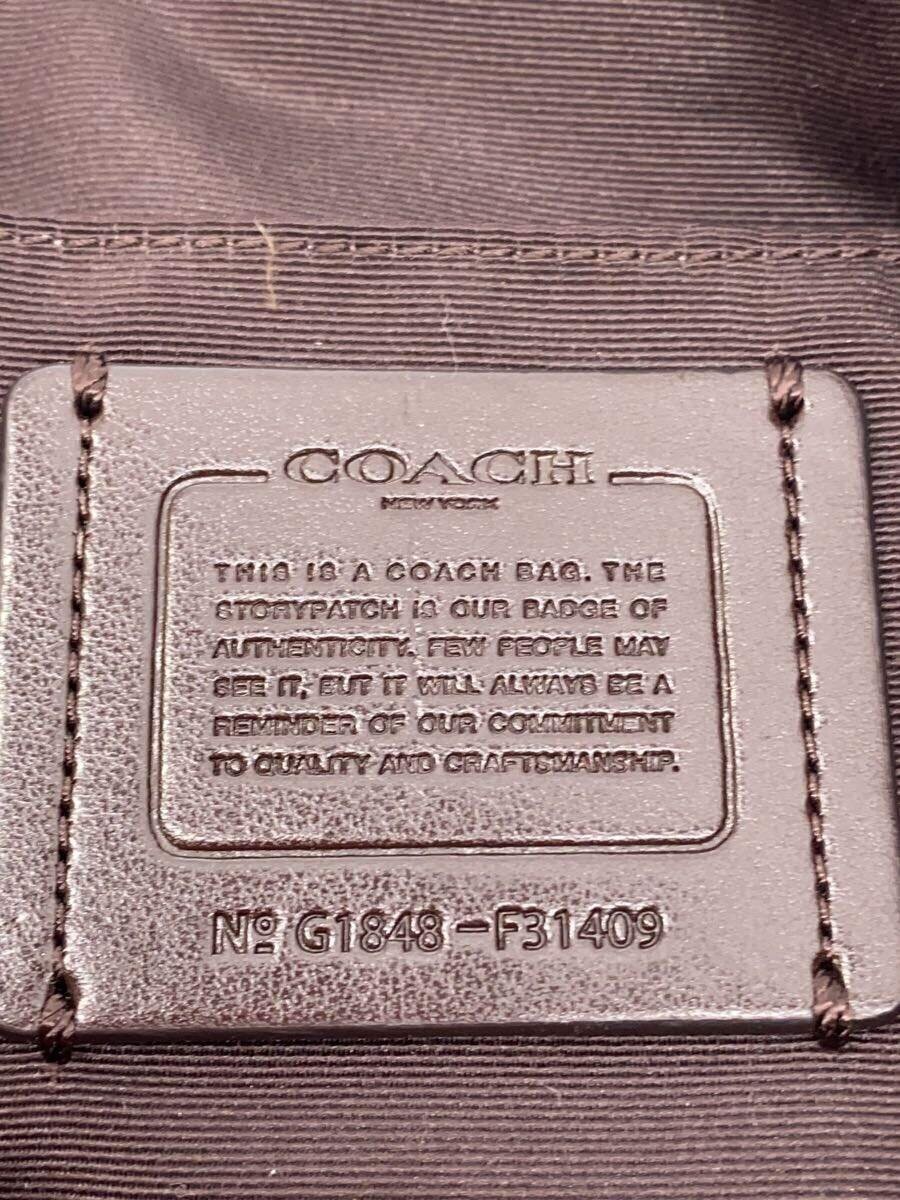 COACH
NEW YORK
THIS IS A COACH BAG. THE
STORYPATCH IS OUR BADGE OF
AUTHENTICITY. FEW PEOPLE MAY
SEE IT, BUT IT WILL ALWAYS BE A
REMINDER OF OUR COMMITMENT
TO QUALITY AND CRAFTSMANSHIP.
Nº G1848-F31409